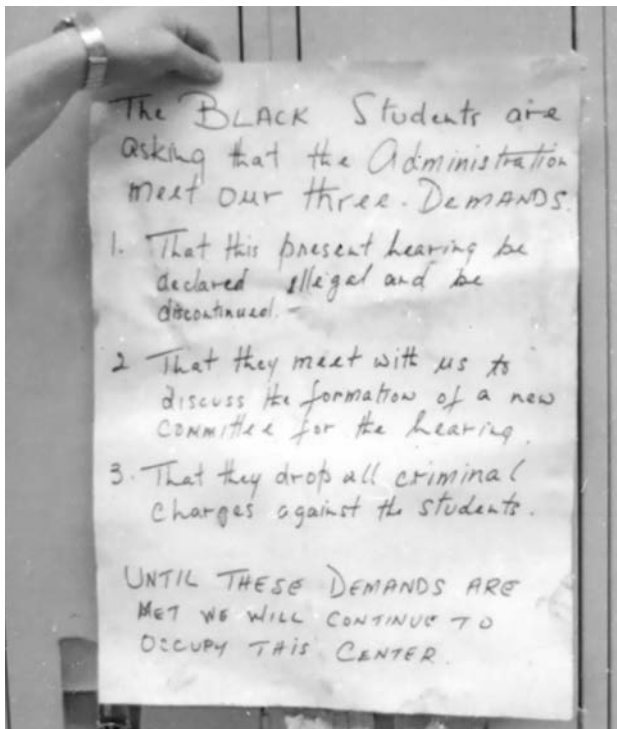 The BLACK Students are
asking that the Administration
meet our three. DEMANDS.
1. That this present hearing be
declared illegal and be
discontinued. -
2 That they meet with us to
discuss the formation of a new
COMMITTEE for the hearing.
3. That they drop all criminal
charges against the students.
UNTIL THESE DEMANDS ARE
MET WE WILL CONTINUE TO
OCCUPY THIS CENTER.